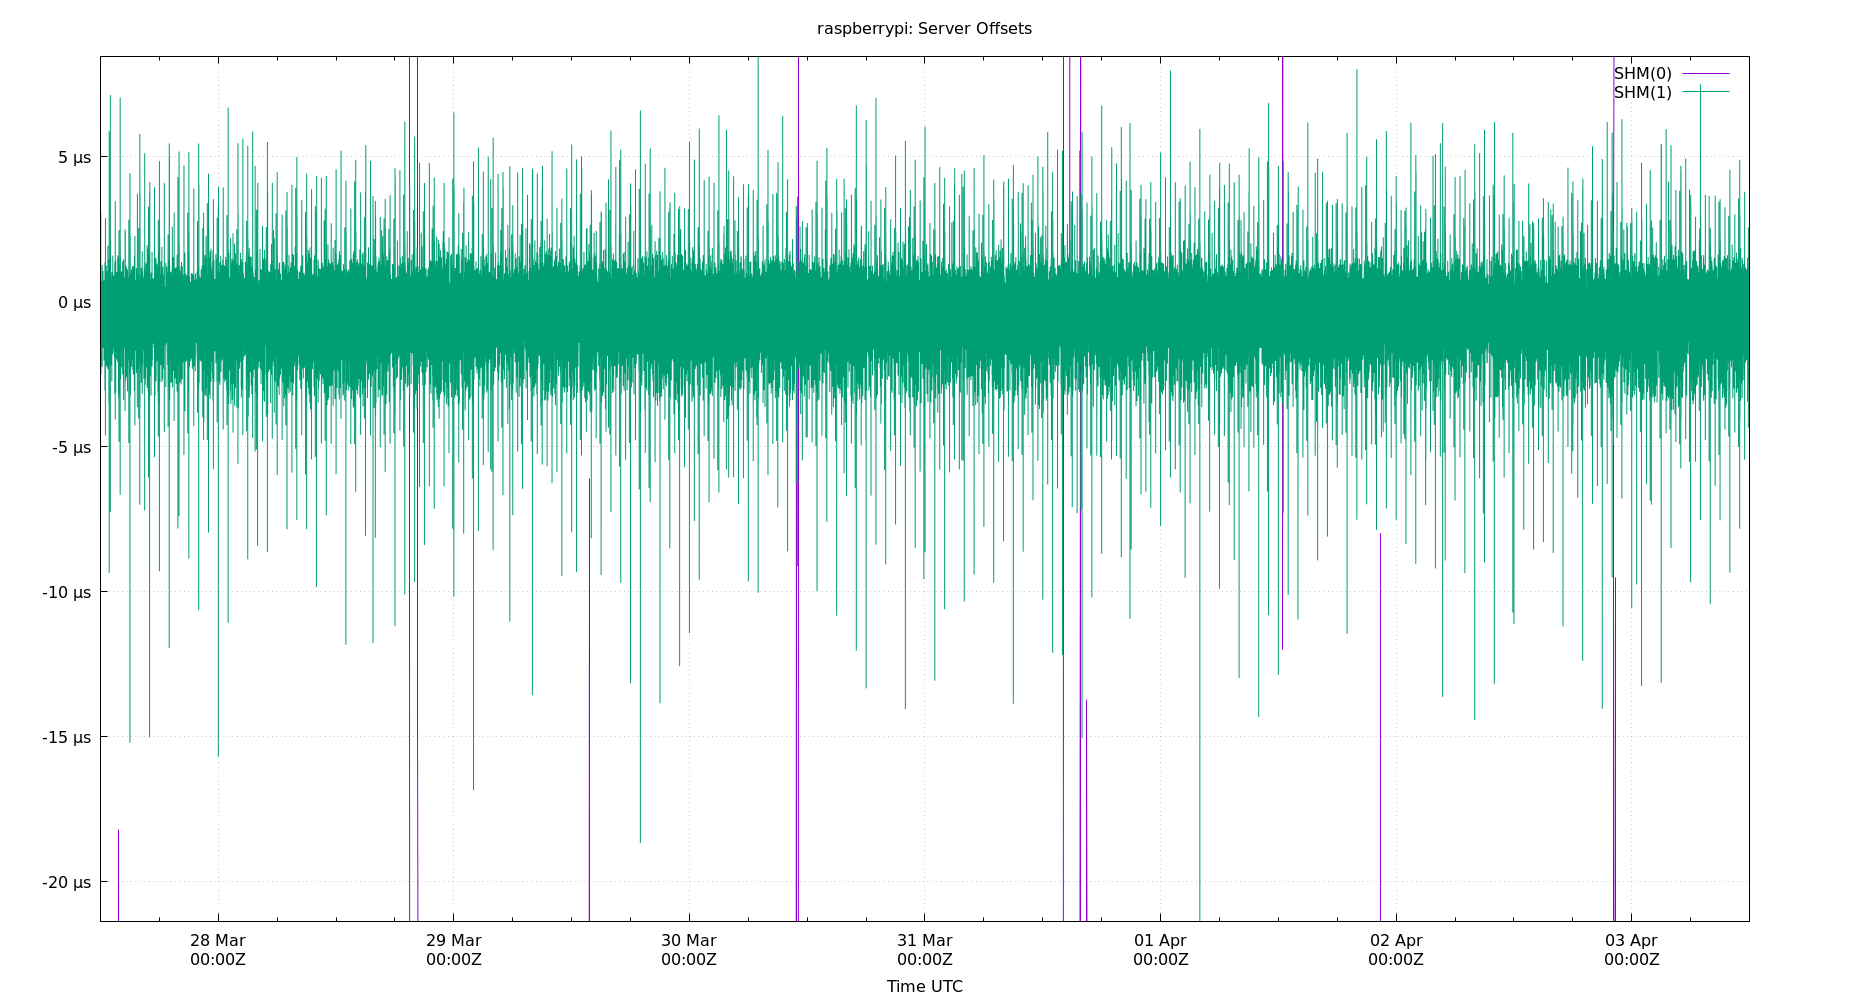 raspberrypi: Server Offsets
SHM(0)
SHM(1)
5 µs
0 µs
-5 µs
-10 µs
-15 µs
-20 µs
28 Mar 29 Mar 30 Mar 31 Mar 01 Apr 02 Apr 03 Apr
00:00Z 00:00Z 00:00Z 00:00Z 00:00Z 00:00Z 00:00Z
Time UTC